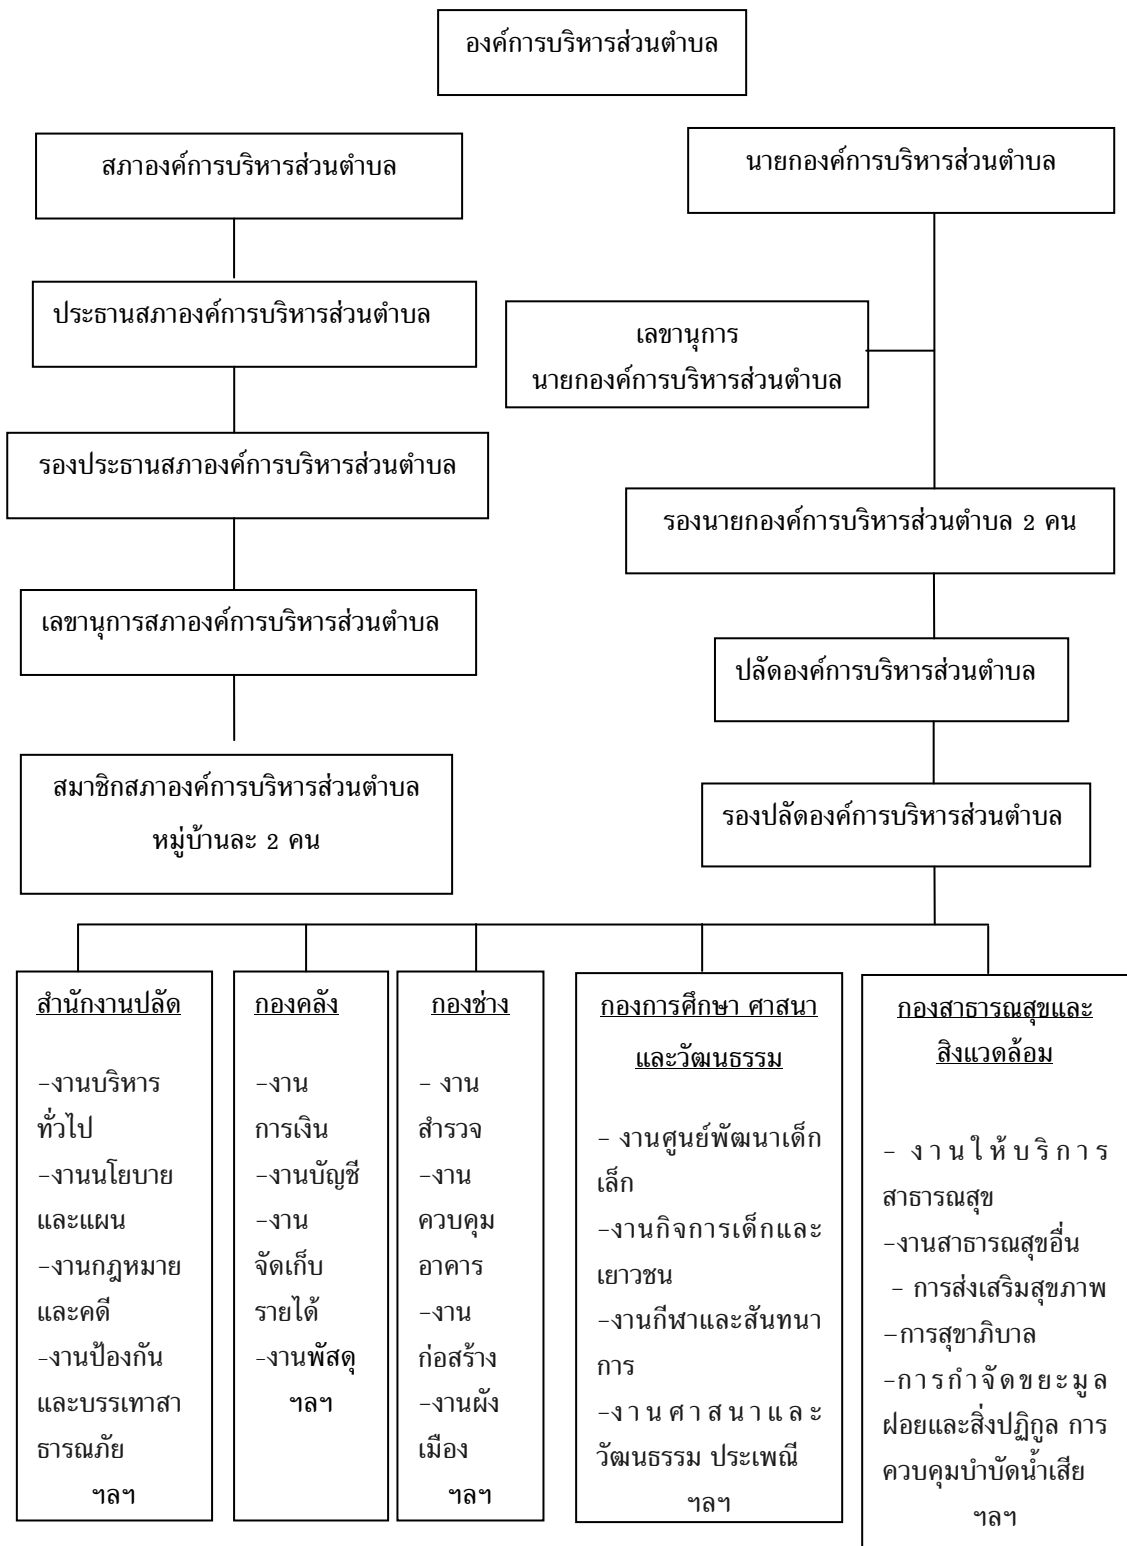 องค์การบริหารส่วนตำบล
สภาองค์การบริหารส่วนตำบล
ประธานสภาองค์การบริหารส่วนตำบล
รองประธานสภาองค์การบริหารส่วนตำบล
เลขานุการสภาองค์การบริหารส่วนตำบล
สมาชิกสภาองค์การบริหารส่วนตำบล
หมู่บ้านละ 2 คน
นายกองค์การบริหารส่วนตำบล
เลขานุการ
นายกองค์การบริหารส่วนตำบล
รองนายกองค์การบริหารส่วนตำบล 2 คน
ปลัดองค์การบริหารส่วนตำบล
รองปลัดองค์การบริหารส่วนตำบล
สำนักงานปลัด
-งานบริหาร
ทั่วไป
-งานนโยบาย
และแผน
-งานกฎหมาย
และคดี
-งานป้องกัน
และบรรเทาสา
ธารณภัย
ฯลฯ
กองคลัง
-งาน
การเงิน
-งานบัญชี
-งาน
จัดเก็บ
รายได้
-งานพัสดุ
ฯลฯ
กองช่าง
- งาน
สำรวจ
-งาน
ควบคุม
อาคาร
-งาน
ก่อสร้าง
-งานผัง
เมือง
ฯลฯ
กองการศึกษา ศาสนา
และวัฒนธรรม
- งานศูนย์พัฒนาเด็ก
เล็ก
-งานกิจการเด็กและ
เยาวชน
-งานกีฬาและสันทนา
การ
-งานศาสนาและ
วัฒนธรรม ประเพณี
ฯลฯ
กองสาธารณสุขและ
สิงแวดล้อม
- งานให้บริการ
สาธารณสุข
-งานสาธารณสุขอื่น
- การส่งเสริมสุขภาพ
-การสุขาภิบาล
-การกำจัดขยะมูล
ฝอยและสิ่งปฏิกูล การ
ควบคุมบำบัดน้ำเสีย
ฯลฯ